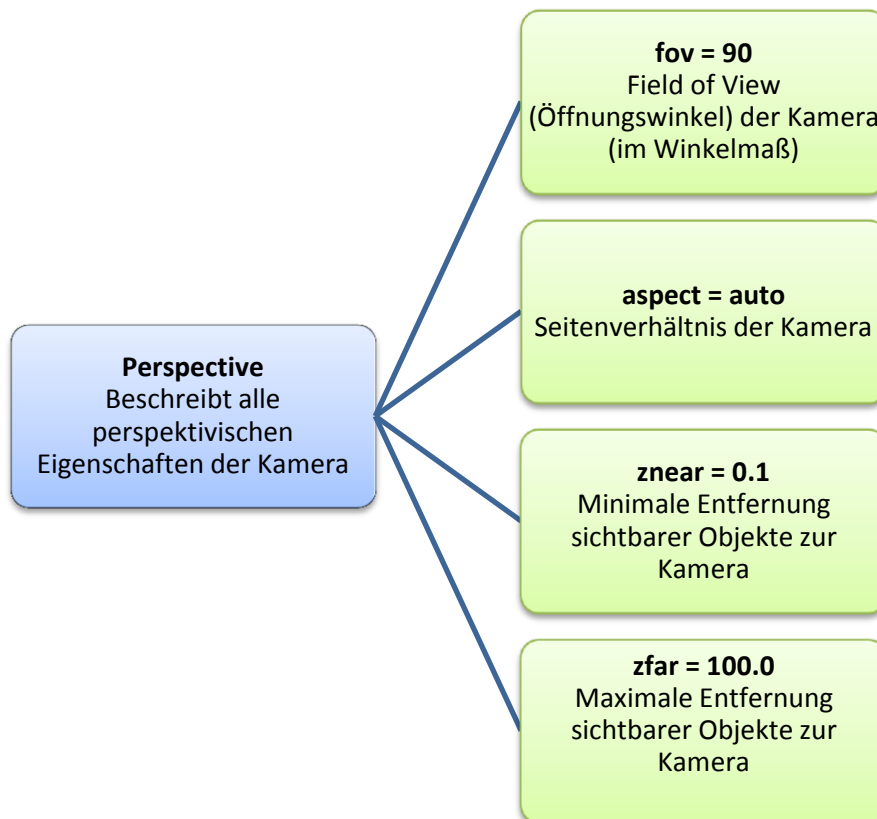 Perspective
Beschreibt alle
perspektivischen
Eigenschaften der Kamera
fov = 90
Field of View
(Öffnungswinkel) der Kamera
(im Winkelmaß)
aspect = auto
Seitenverhältnis der Kamera
znear = 0.1
Minimale Entfernung
sichtbarer Objekte zur
Kamera
zfar = 100.0
Maximale Entfernung
sichtbarer Objekte zur
Kamera